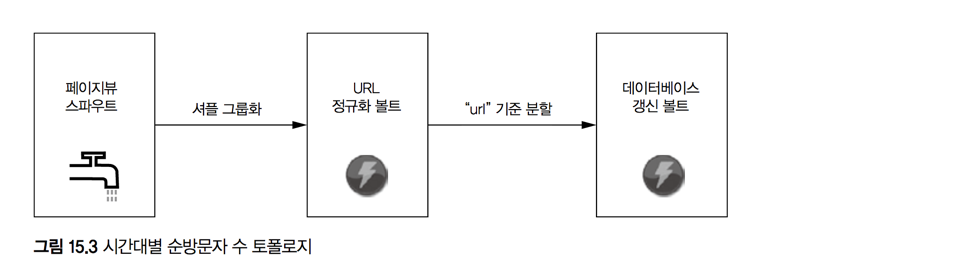 페이지뷰
스파우트
셔플 그룹화
URL
정규화 볼트
“url” 기준 분할
데이터베이스
갱신 볼트
그림 15.3 시간대별 순방문자 수 토폴로지